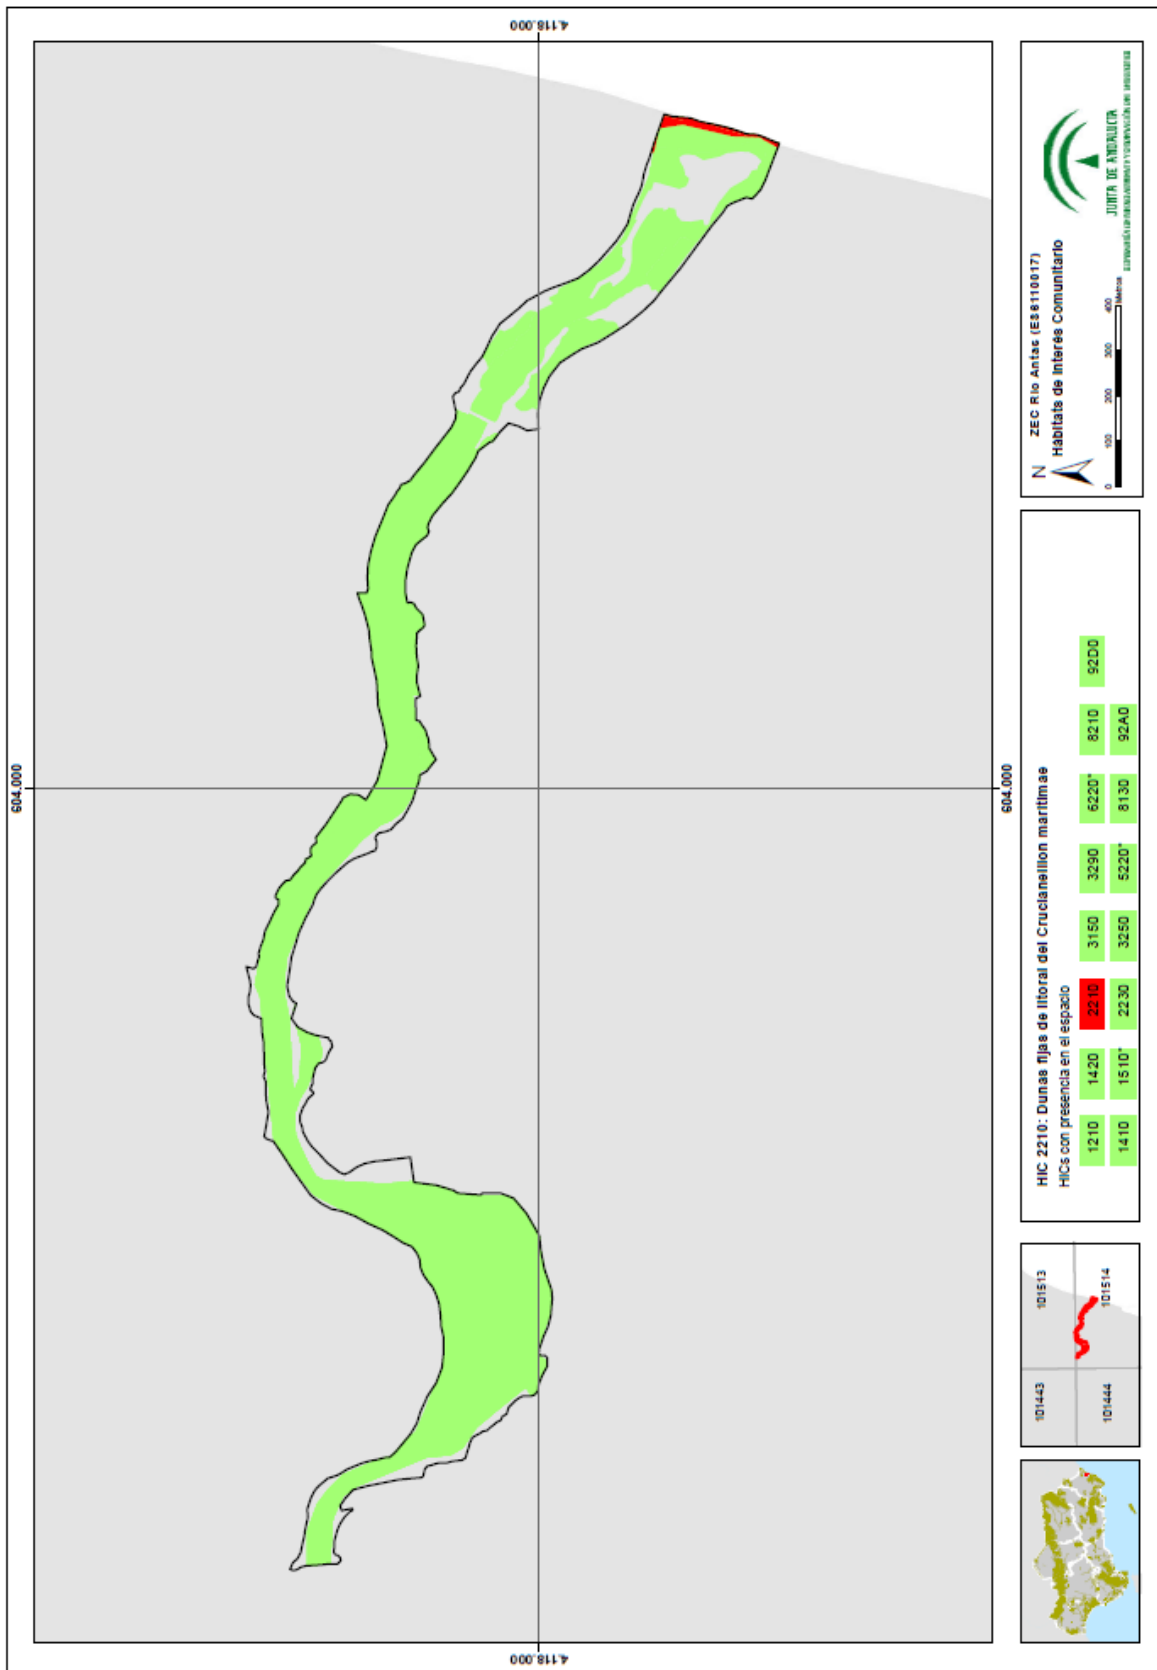 4.118.000
604.000
604.000
4.118.000
101443
101513
101444
101514
HIC 2210: Dunas fijas de litoral del Crucianellion maritimae
HICs con presencia en el espacio
1210 1420 2210 3150 3290 6220* 8210 92D0
1410 1510* 2230 3250 5220* 8130 92A0
N
ZEC Río Antas (ES6110017)
Hábitats de Interés Comunitario
0 100 200 300 400
Metros
JUNTA DE ANDALUCIA